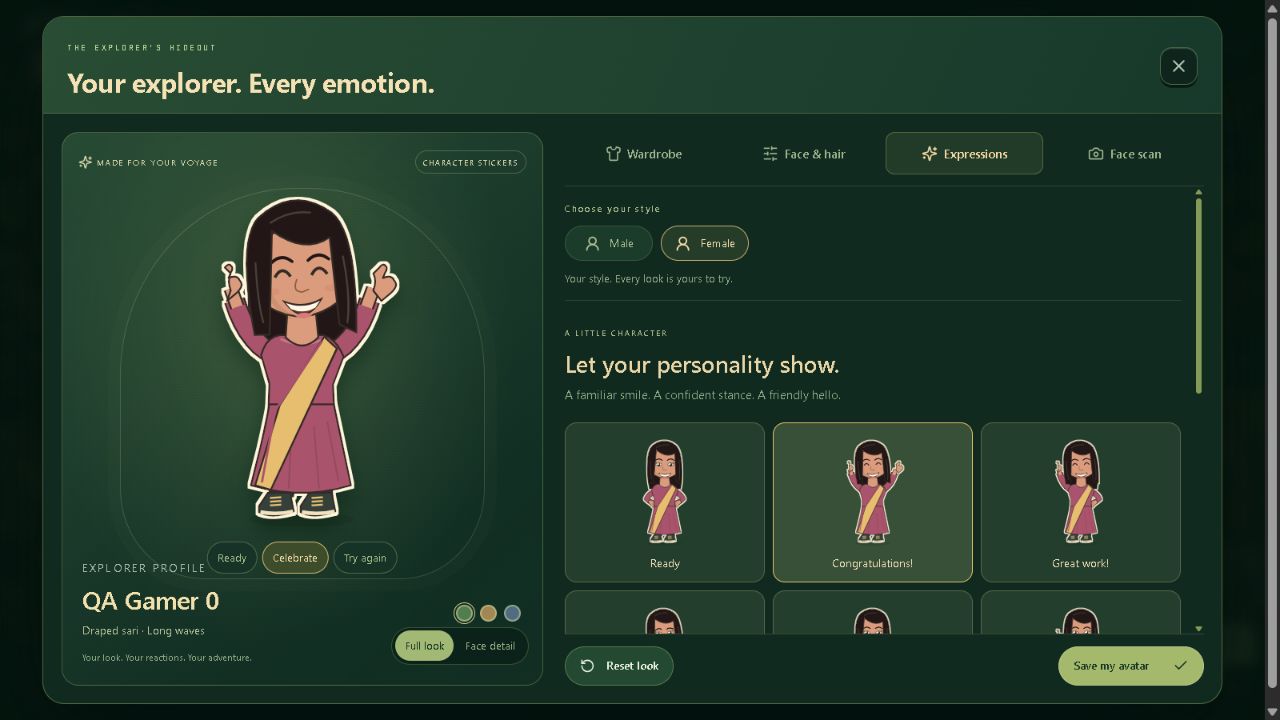 THE EXPLORER'S HIDEOUT
Your explorer. Every emotion.
MADE FOR YOUR VOYAGE
CHARACTER STICKERS
Ready
Celebrate
Try again
EXPLORER PROFILE
QA Gamer 0
Draped sari · Long waves
Your look. Your reactions. Your adventure.
Full look
Face detail
Wardrobe
Face & hair
Expressions
Face scan
Choose your style
Male
Female
Your style. Every look is yours to try.
A LITTLE CHARACTER
Let your personality show.
A familiar smile. A confident stance. A friendly hello.
Ready
Congratulations!
Great work!
Reset look
Save my avatar